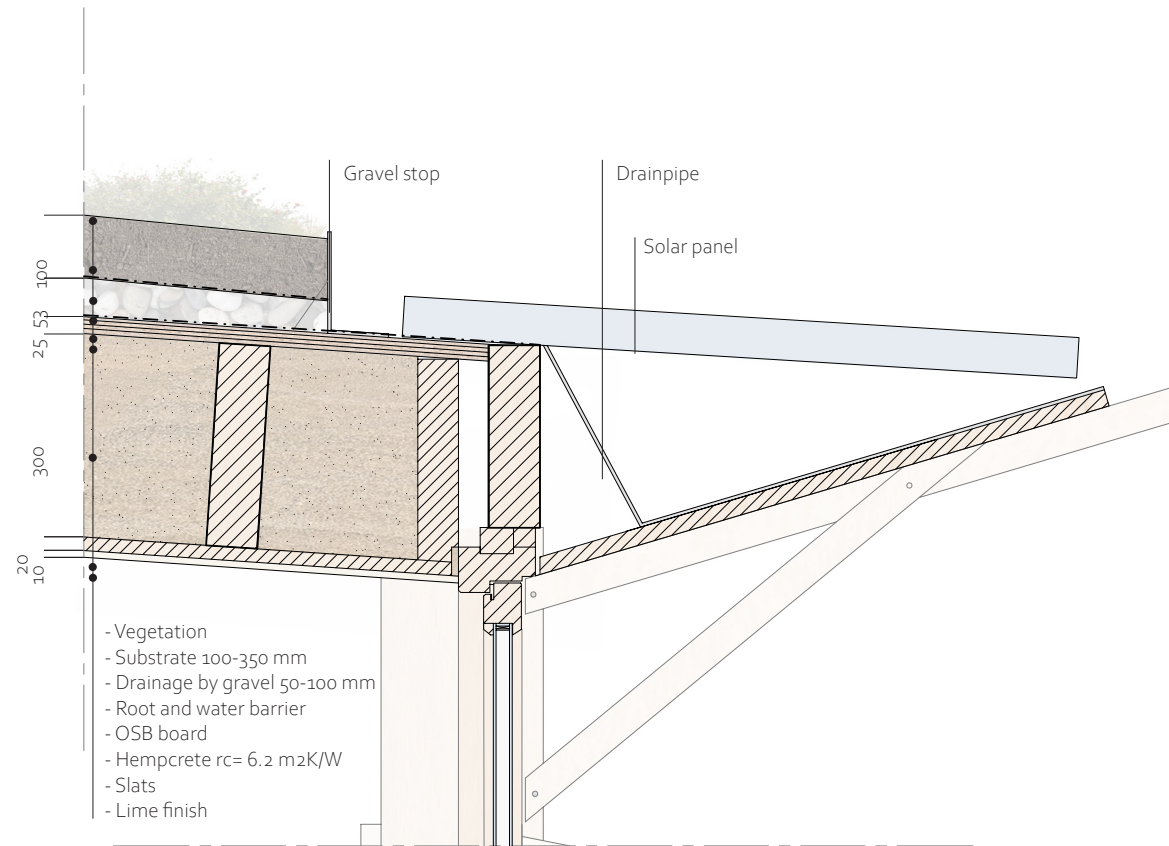 Gravel stop
Drainpipe
Solar panel
100
53
25
300
20
10
- Vegetation
- Substrate 100-350 mm
- Drainage by gravel 50-100 mm
- Root and water barrier
- OSB board
- Hempcrete rc= 6.2 m2K/W
- Slats
- Lime finish